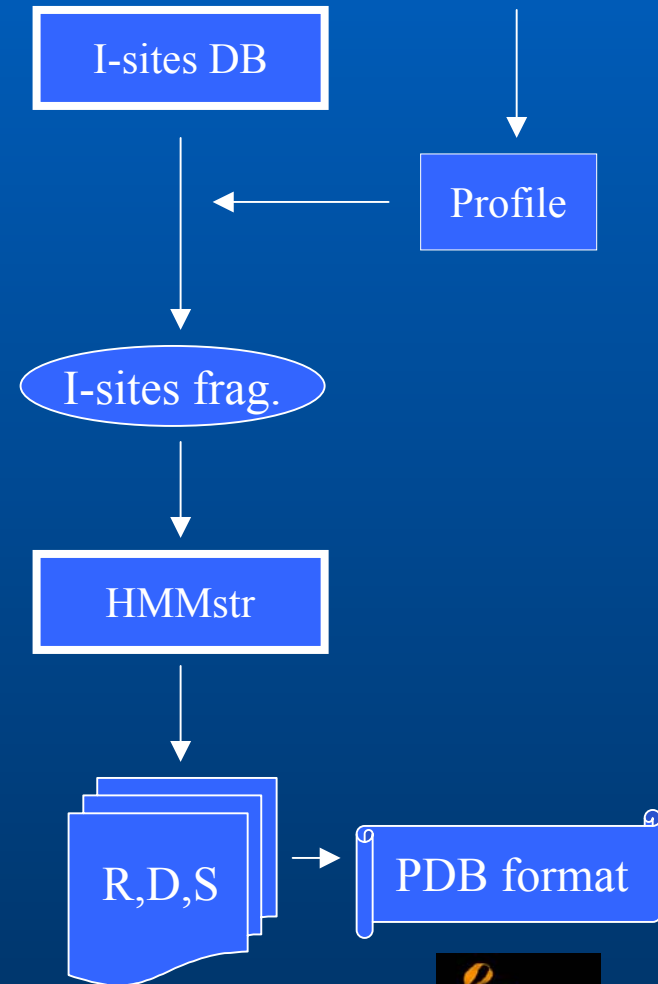 I-sites DB
Profile
I-sites frag.
HMMstr
R,D,S
PDB format